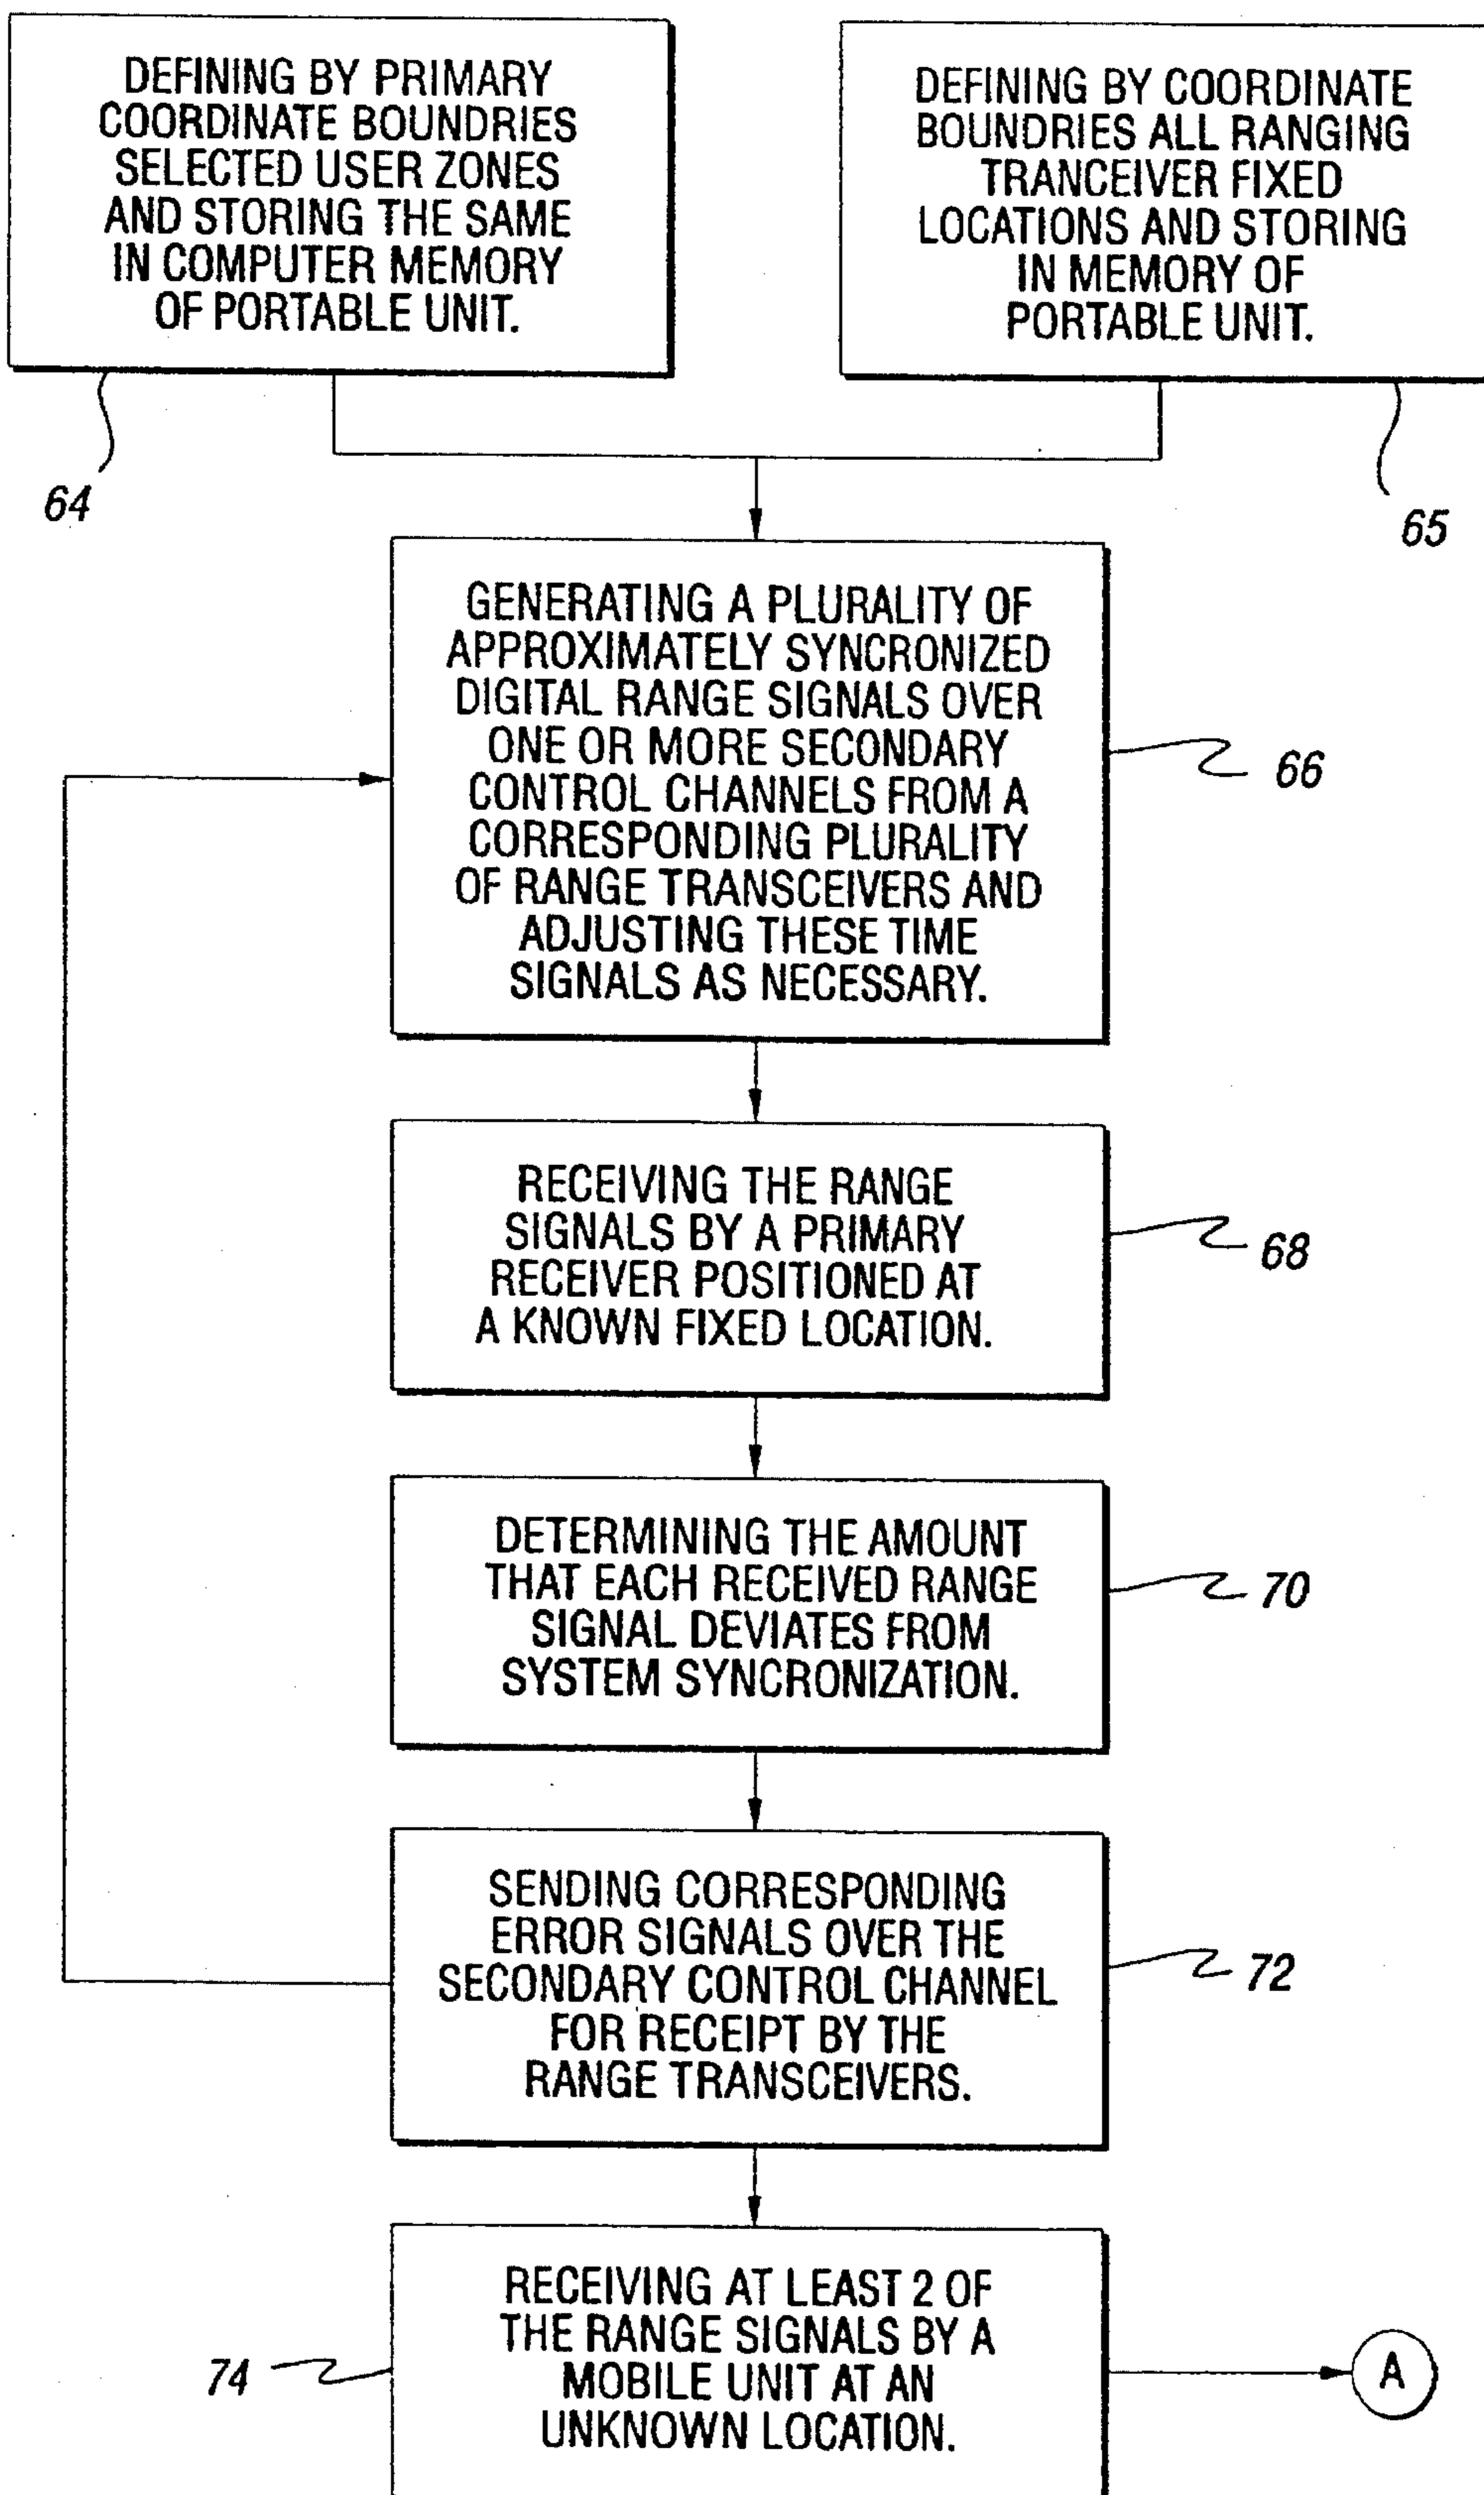 DEFINING BY PRIMARY
COORDINATE BOUNDRIES
SELECTED USER ZONES
AND STORING THE SAME
IN COMPUTER MEMORY
OF PORTABLE UNIT.
64
DEFINING BY COORDINATE
BOUNDRIES ALL RANGING
TRANCEIVER FIXED
LOCATIONS AND STORING
IN MEMORY OF
PORTABLE UNIT.
65
GENERATING A PLURALITY OF
APPROXIMATELY SYNCRONIZED
DIGITAL RANGE SIGNALS OVER
ONE OR MORE SECONDARY
CONTROL CHANNELS FROM A
CORRESPONDING PLURALITY
OF RANGE TRANSCEIVERS AND
ADJUSTING THESE TIME
SIGNALS AS NECESSARY.
66
RECEIVING THE RANGE
SIGNALS BY A PRIMARY
RECEIVER POSITIONED AT
A KNOWN FIXED LOCATION.
68
DETERMINING THE AMOUNT
THAT EACH RECEIVED RANGE
SIGNAL DEVIATES FROM
SYSTEM SYNCRONIZATION.
70
SENDING CORRESPONDING
ERROR SIGNALS OVER THE
SECONDARY CONTROL CHANNEL
FOR RECEIPT BY THE
RANGE TRANSCEIVERS.
72
RECEIVING AT LEAST 2 OF
THE RANGE SIGNALS BY A
MOBILE UNIT AT AN
UNKNOWN LOCATION.
74
A